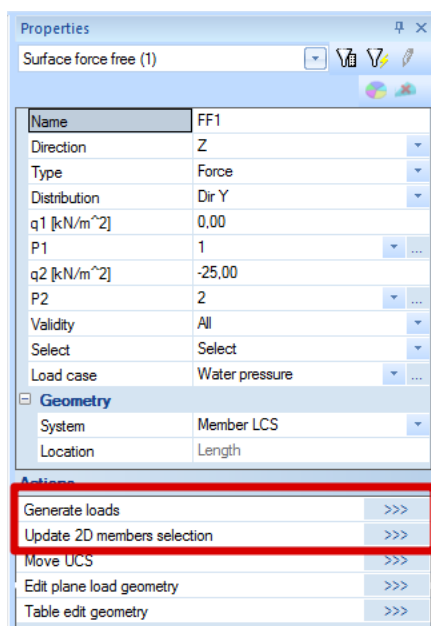 Properties
Surface force free (1)
Name FF1
Direction Z
Type Force
Distribution Dir Y
q1 [kN/m^2] 0,00
P1 1 ...
q2 [kN/m^2] -25,00
P2 2 ...
Validity All
Select Select
Load case Water pressure ...
Geometry
System Member LCS
Location Length
Actions
Generate loads >>>
Update 2D members selection >>>
Move UCS >>>
Edit plane load geometry >>>
Table edit geometry >>>